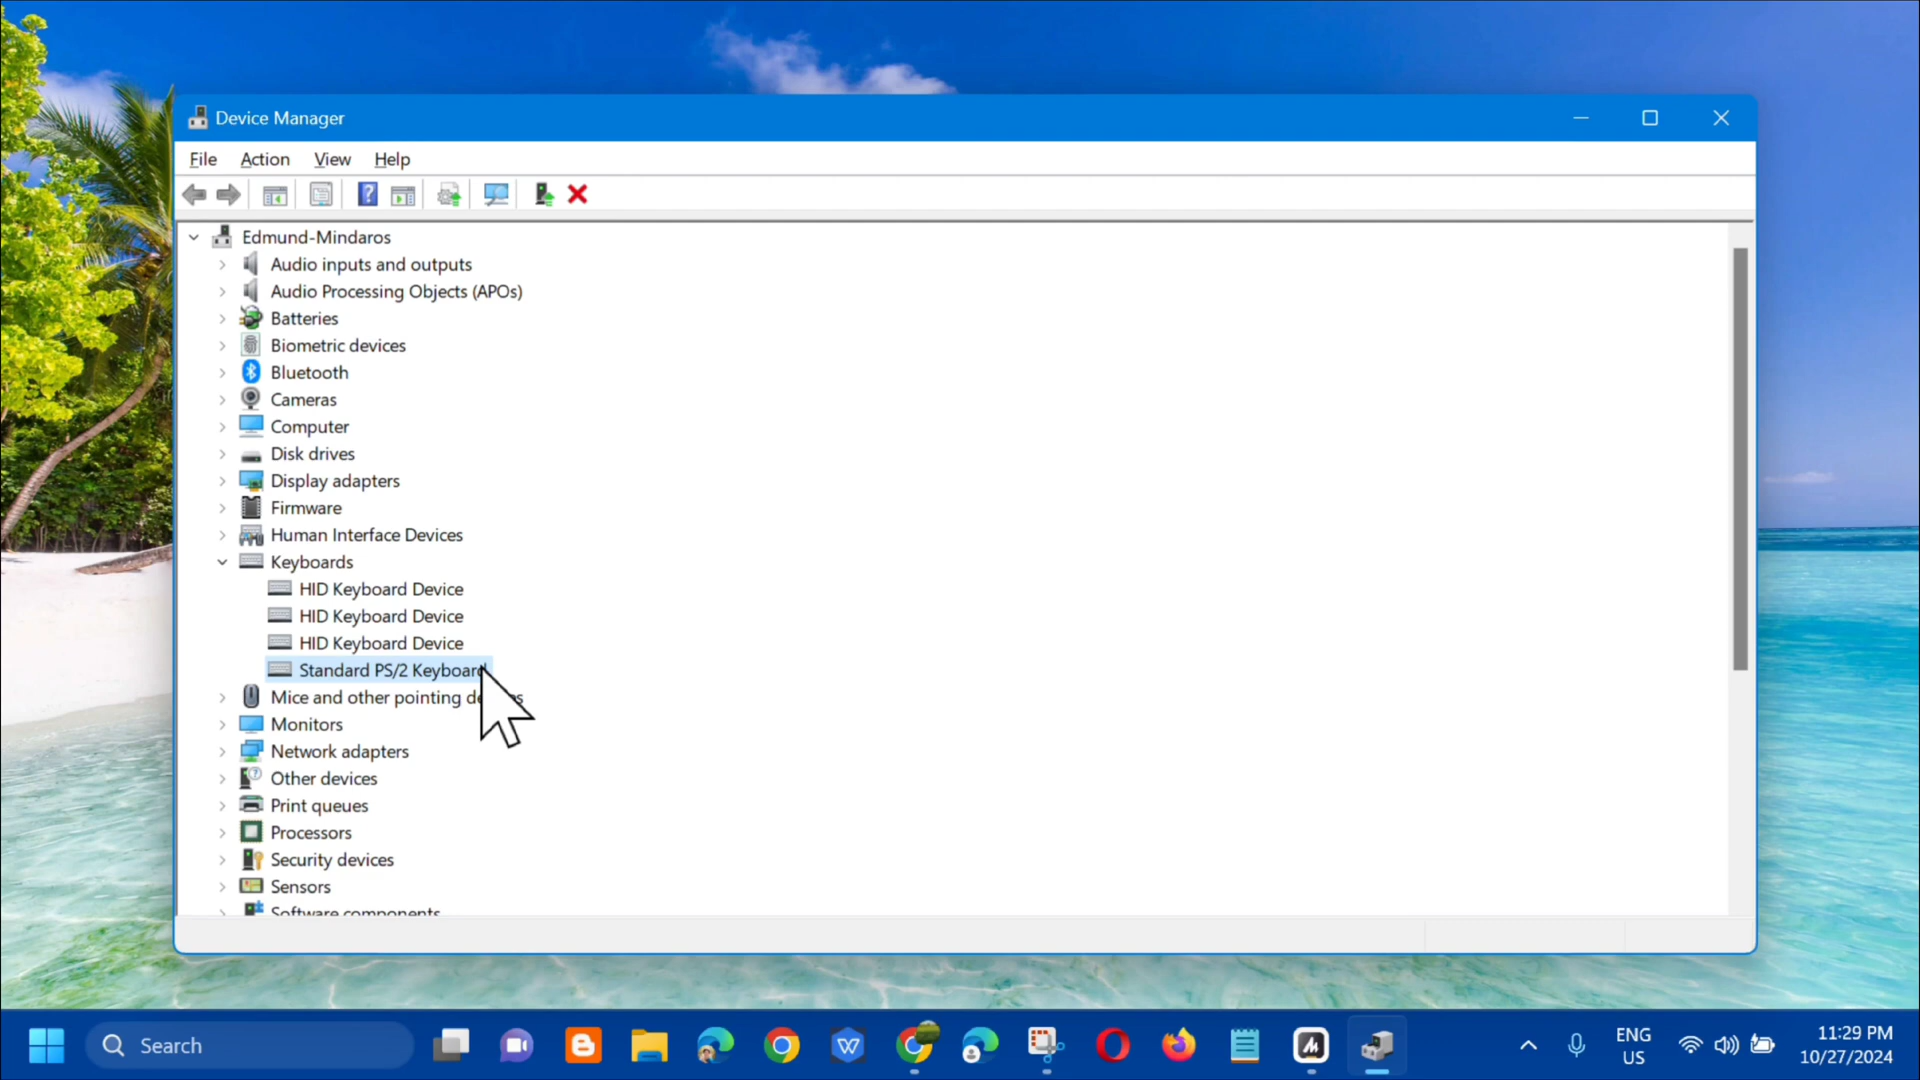 Device Manager
File Action View Help
Edmund-Mindaros
Audio inputs and outputs
Audio Processing Objects (APOs)
Batteries
Biometric devices
Bluetooth
Cameras
Computer
Disk drives
Display adapters
Firmware
Human Interface Devices
Keyboards
HID Keyboard Device
HID Keyboard Device
HID Keyboard Device
Standard PS/2 Keyboard
Mice and other pointing
Monitors
Network adapters
Other devices
Print queues
Processors
Security devices
Sensors
Software components
Search
ENG
US
11:29 PM
10/27/2024